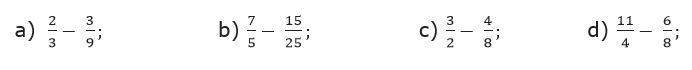 a) 2/3 − 3/9; b) 7/5 − 15/25; c) 3/2 − 4/8; d) 11/4 − 6/8;